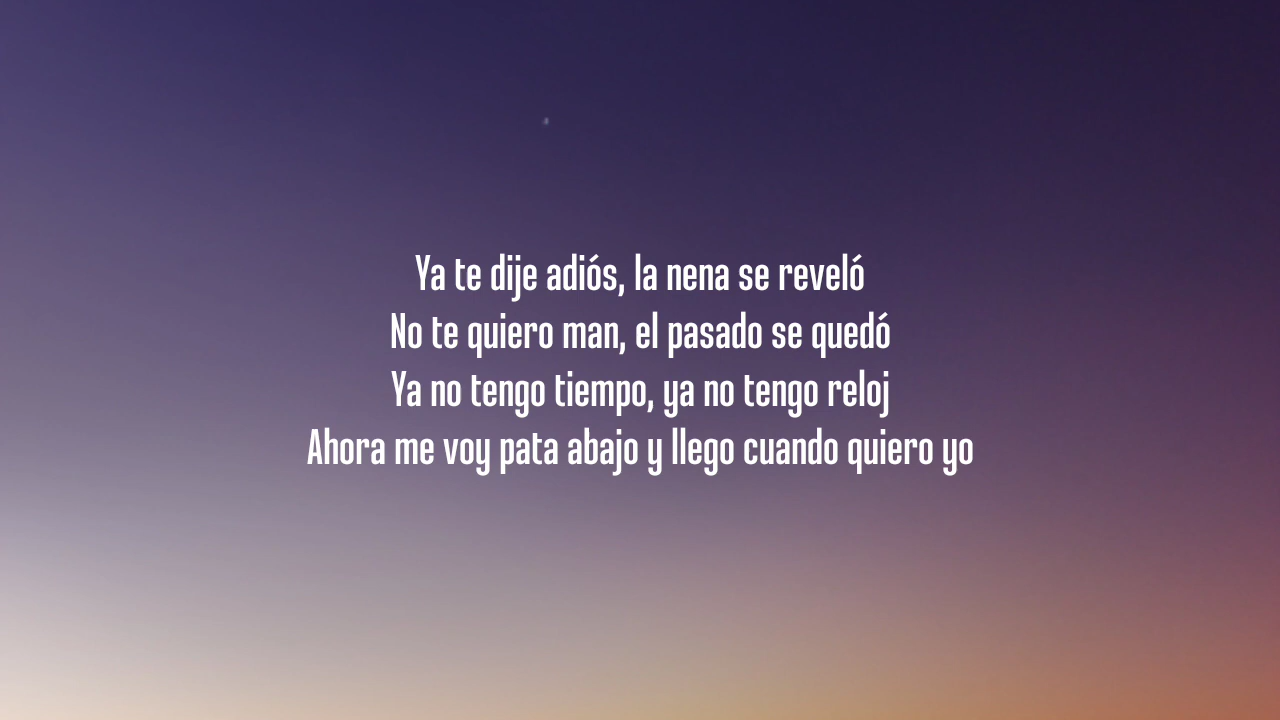 Ya te dije adiós, la nena se reveló
No te quiero man, el pasado se quedó
Ya no tengo tiempo, ya no tengo reloj
Ahora me voy pata abajo y llego cuando quiero yo